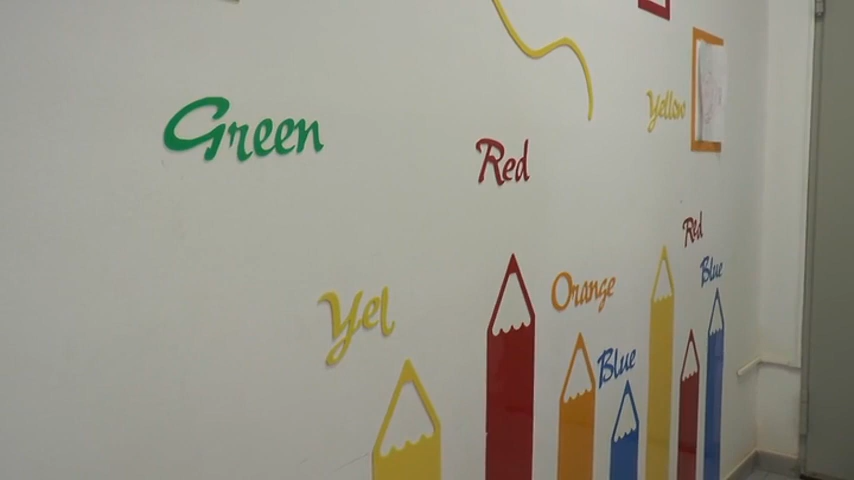 Green
Red
Yellow
Yel
Orange
Blue
Red
Blue